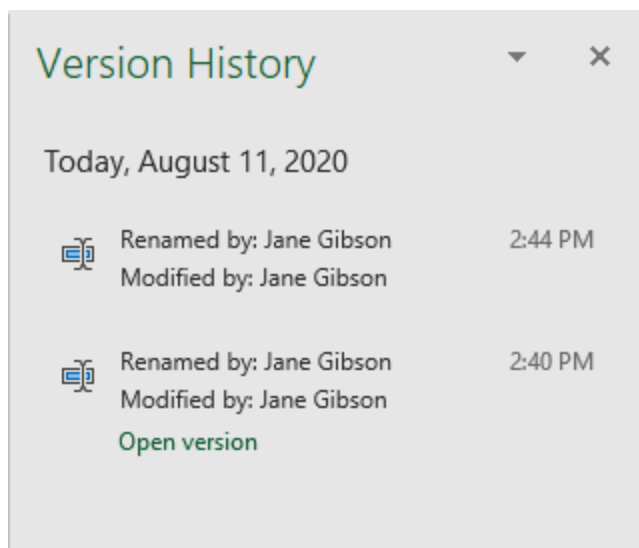 Version History
Today, August 11, 2020
Renamed by: Jane Gibson 2:44 PM
Modified by: Jane Gibson
Renamed by: Jane Gibson 2:40 PM
Modified by: Jane Gibson
Open version